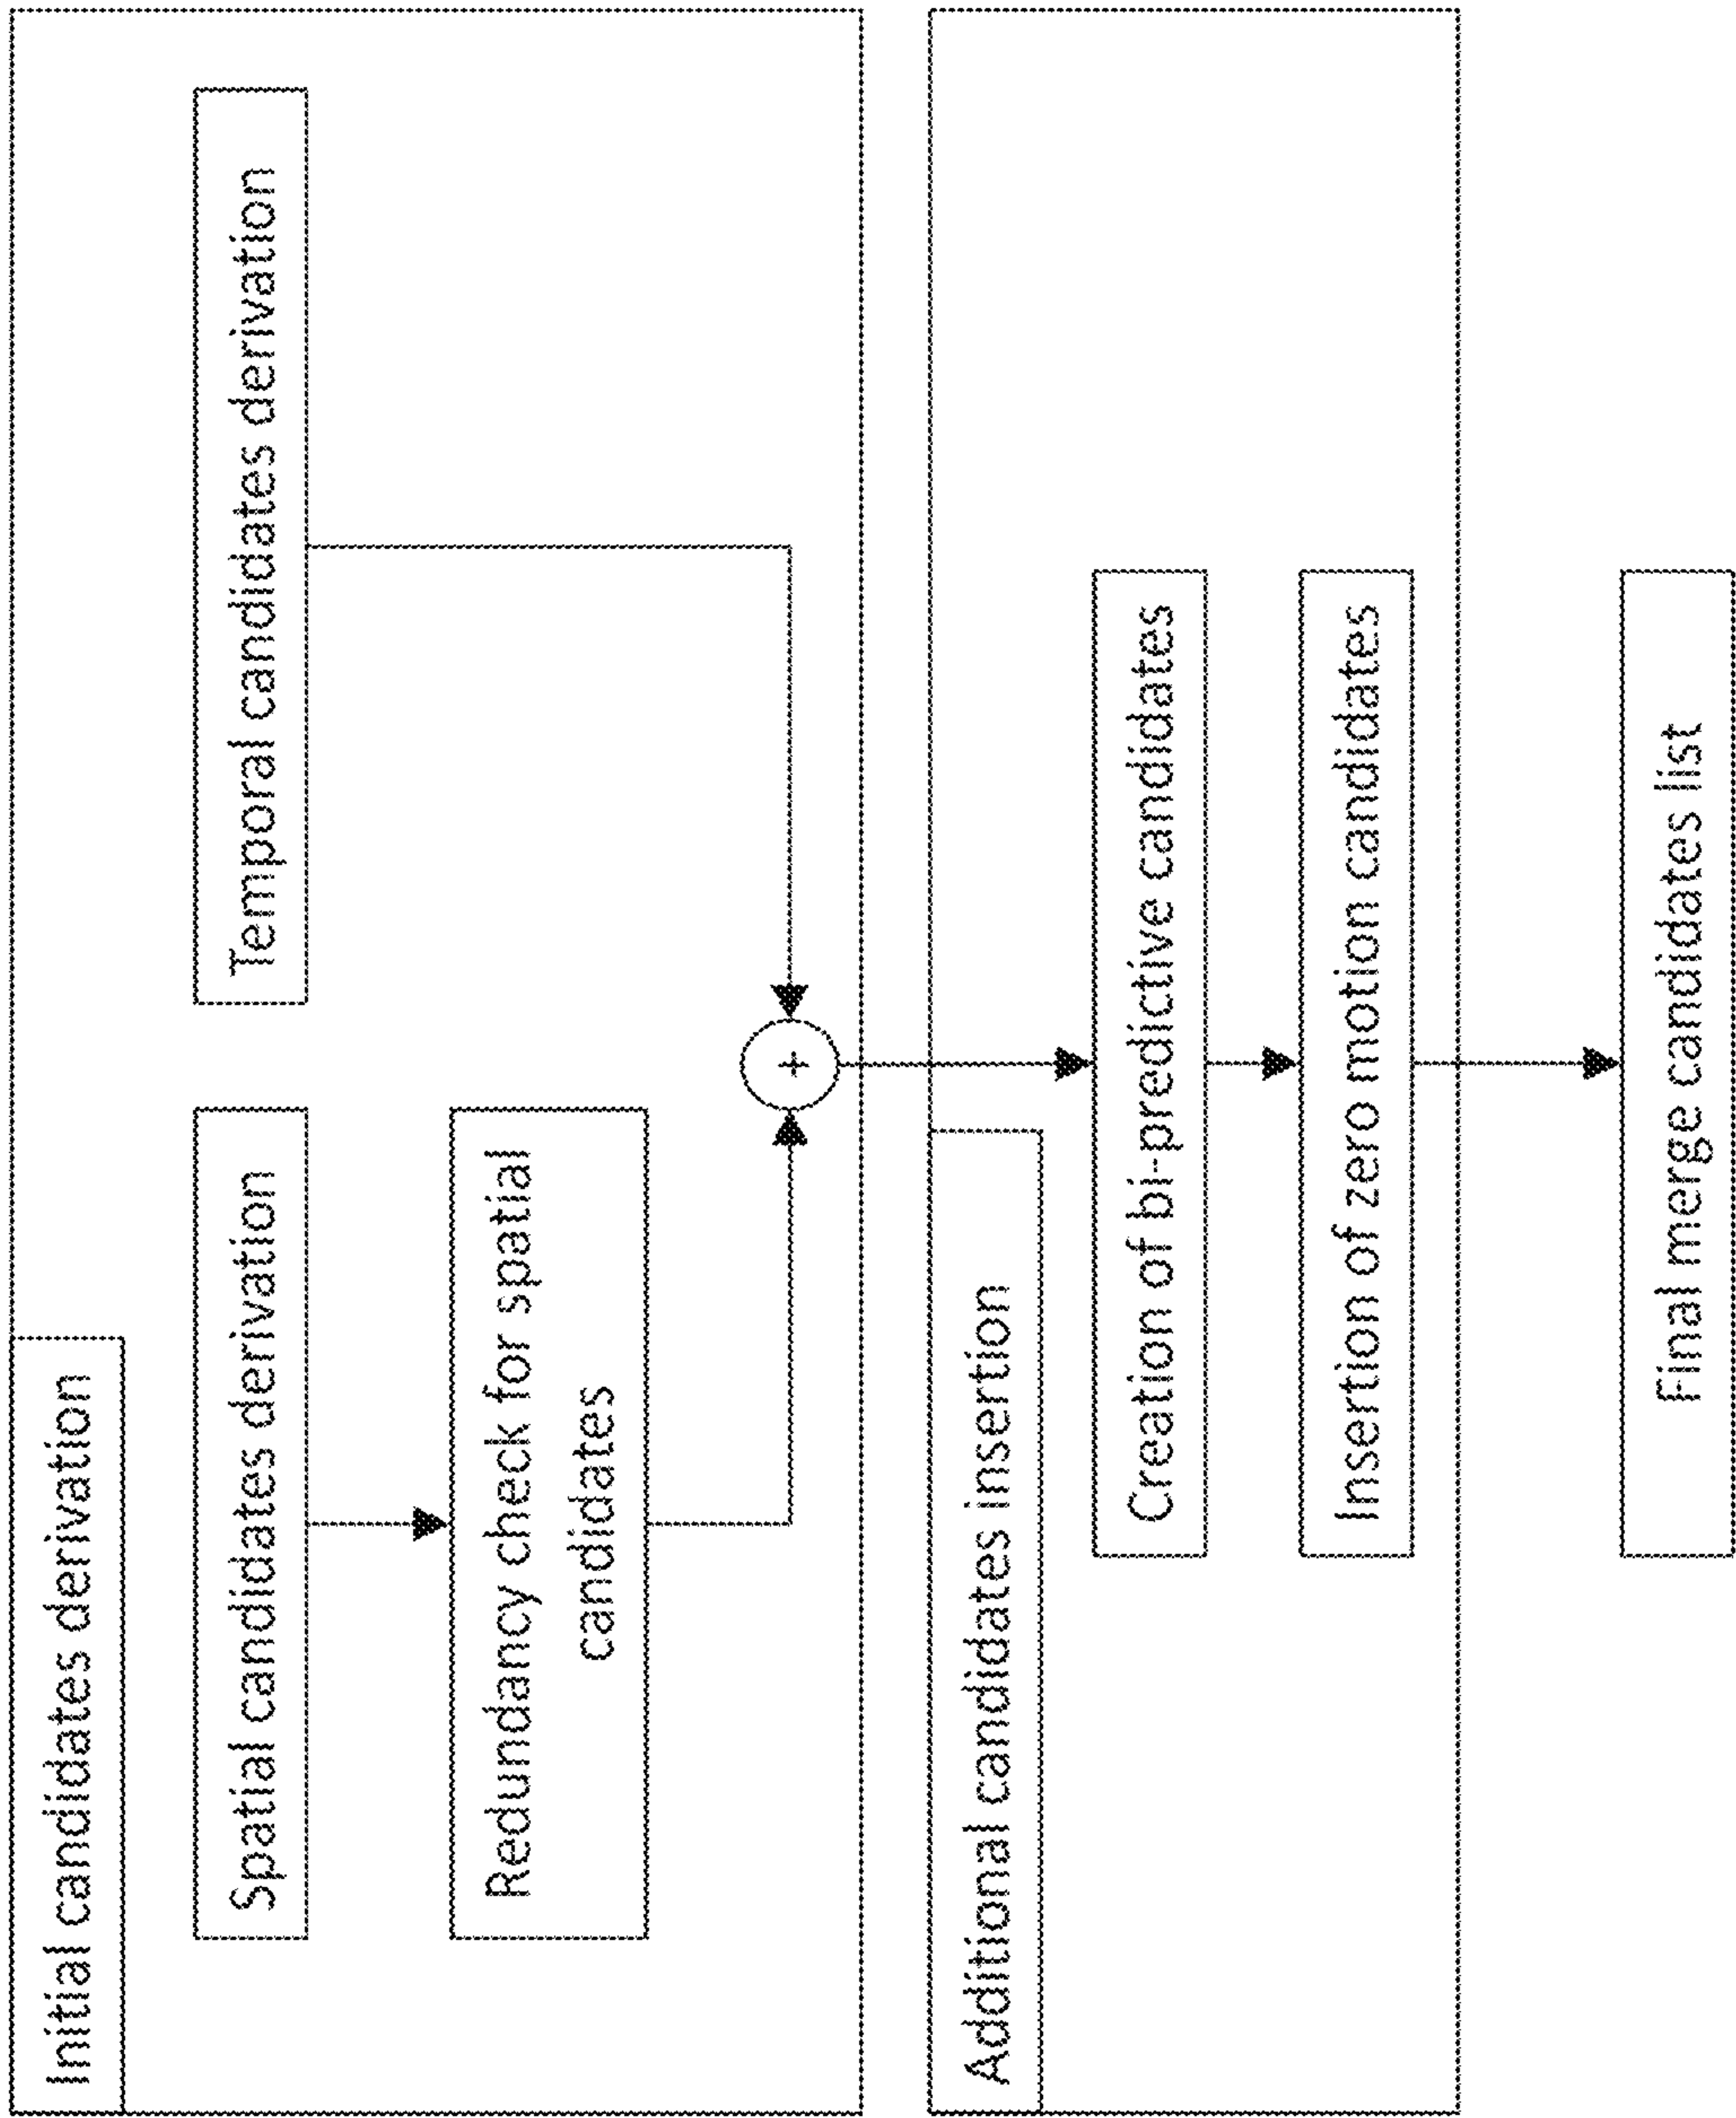 Initial candidates derivation
Spatial candidates derivation
Temporal candidates derivation
Redundancy check for spatial
candidates
+
Additional candidates insertion
Creation of bi-predictive candidates
Insertion of zero motion candidates
Final merge candidates list